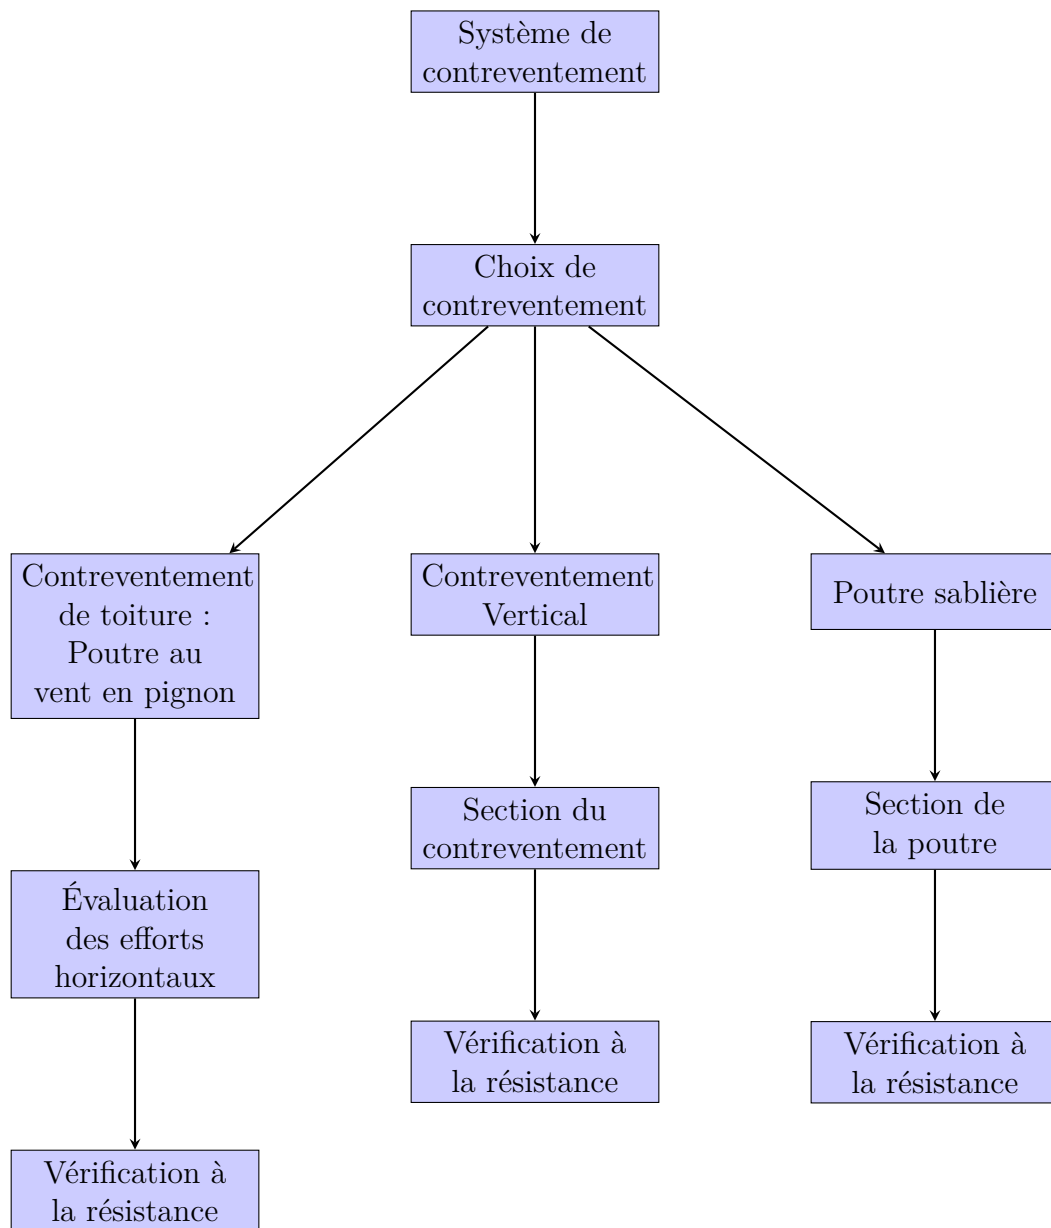 Système de
contreventement
Choix de
contreventement
Contreventement
de toiture :
Poutre au
vent en pignon
Contreventement
Vertical
Poutre sablière
Section du
contreventement
Section de
la poutre
Évaluation
des efforts
horizontaux
Vérification à
la résistance
Vérification à
la résistance
Vérification à
la résistance